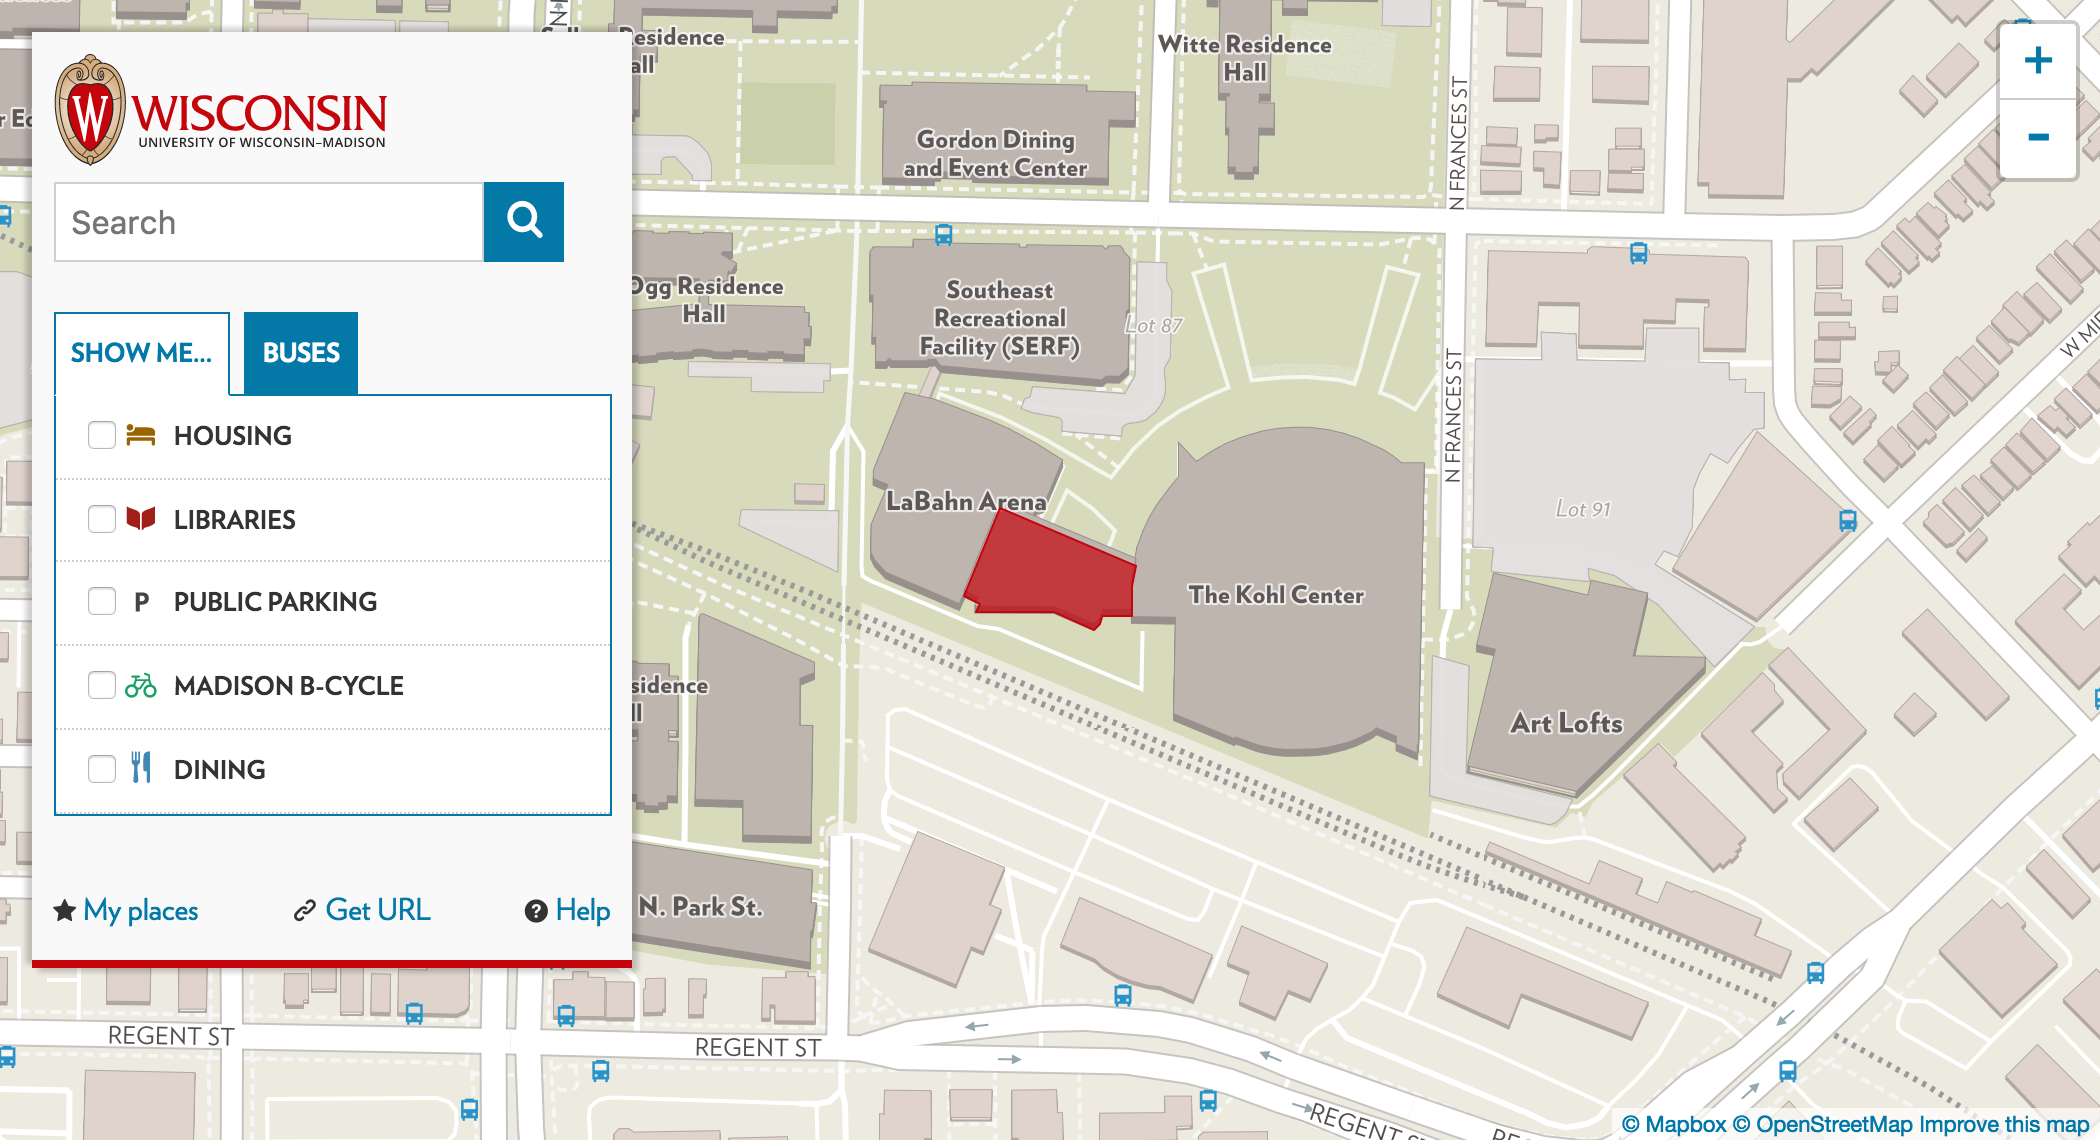 WISCONSIN
UNIVERSITY OF WISCONSIN–MADISON
Search
SHOW ME...
BUSES
HOUSING
LIBRARIES
P
PUBLIC PARKING
MADISON B-CYCLE
DINING
My places
Get URL
Help
Residence
Witte Residence
Hall
Gordon Dining
and Event Center
N FRANCES ST
Ogg Residence
Hall
Southeast
Recreational
Facility (SERF)
Lot 87
N FRANCES ST
LaBahn Arena
Lot 91
The Kohl Center
Art Lofts
N. Park St.
REGENT ST
REGENT ST
REGENT
+
-
© Mapbox © OpenStreetMap Improve this map